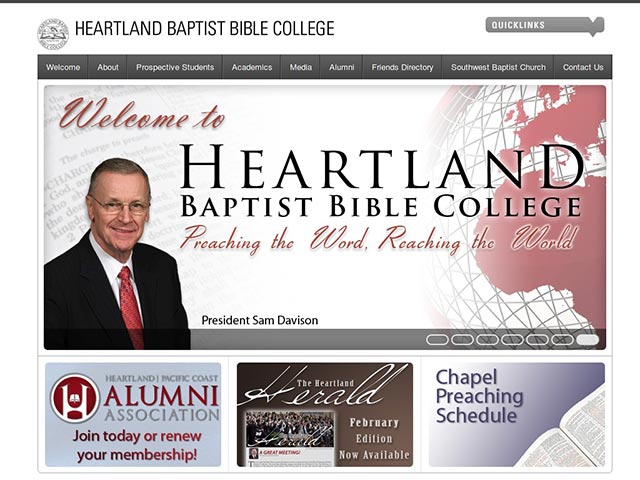 HEARTLAND BAPTIST BIBLE COLLEGE
QUICKLINKS
Welcome About Prospective Students Academics Media Alumni Friends Directory Southwest Baptist Church Contact Us
Welcome to
HEARTLAND
BAPTIST BIBLE COLLEGE
Preaching the Word, Reaching the World
President Sam Davison
HEARTLAND | PACIFIC COAST
ALUMNI
ASSOCIATION
Join today or renew
your membership!
The Heartland
Herald
February
Edition
Now Available
Herald
A GREAT MEETING!
Chapel
Preaching
Schedule